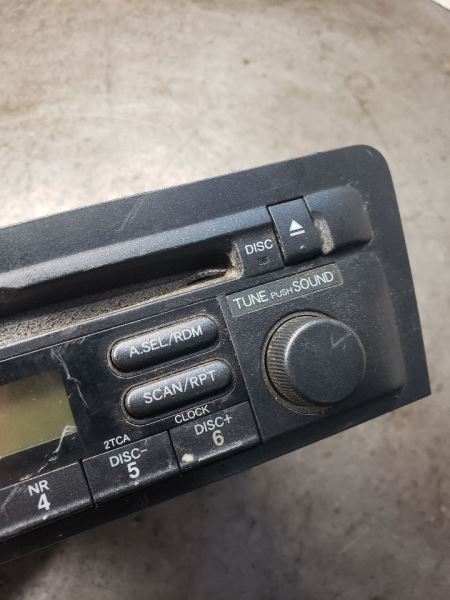 DISC
TUNE PUSH SOUND
A.SEL/RDM
SCAN/RPT
CLOCK
2TCA
DISC+
DISC-
6
5
NR
4